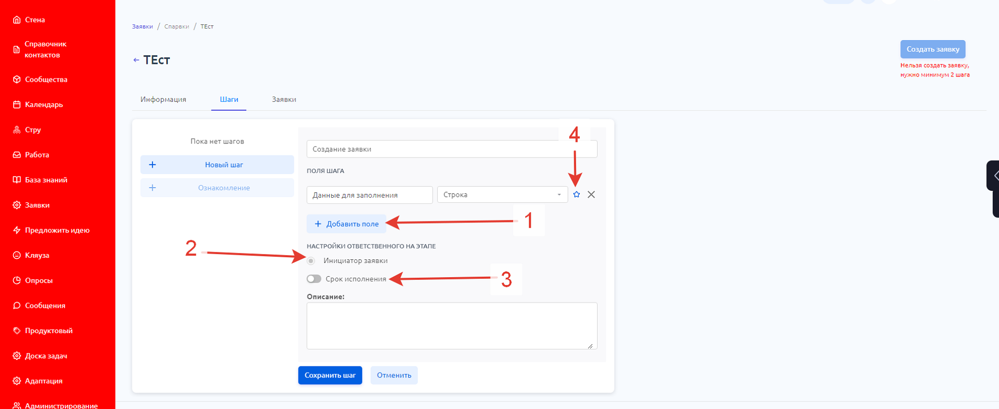 Стена
Справочник
контактов
Сообщества
Календарь
Стру
Работа
База знаний
Заявки
Предложить идею
Кляуза
Опросы
Сообщения
Продуктовый
Доска задач
Адаптация
Администрирование
Заявки / Спарвки / ТЕст
← ТЕст
Создать заявку
Нельзя создать заявку,
нужно минимум 2 шага
Информация Шаги Заявки
Пока нет шагов
+ Новый шаг
+ Ознакомление
4
Создание заявки
ПОЛЯ ШАГА
Данные для заполнения Строка
+ Добавить поле 1
НАСТРОЙКИ ОТВЕТСТВЕННОГО НА ЭТАПЕ
2 Инициатор заявки
Срок исполнения 3
Описание:
Сохранить шаг Отменить